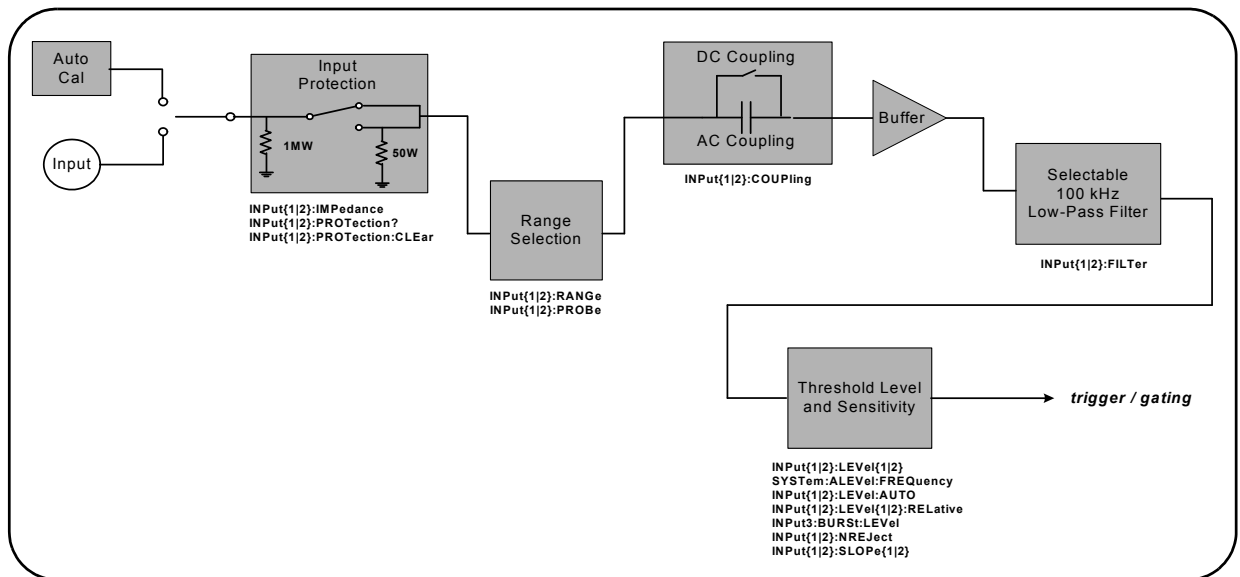 Auto
Cal
Input
Input
Protection
1MW
50W
INPut{1|2}:IMPedance
INPut{1|2}:PROTection?
INPut{1|2}:PROTection:CLEar
Range
Selection
INPut{1|2}:RANGe
INPut{1|2}:PROBe
DC Coupling
AC Coupling
INPut{1|2}:COUPling
Buffer
Selectable
100 kHz
Low-Pass Filter
INPut{1|2}:FILTer
Threshold Level
and Sensitivity
trigger / gating
INPut{1|2}:LEVel{1|2}
SYSTem:ALEVel:FREQuency
INPut{1|2}:LEVel:AUTO
INPut{1|2}:LEVel{1|2}:RELative
INPut3:BURSt:LEVel
INPut{1|2}:NREJect
INPut{1|2}:SLOPe{1|2}